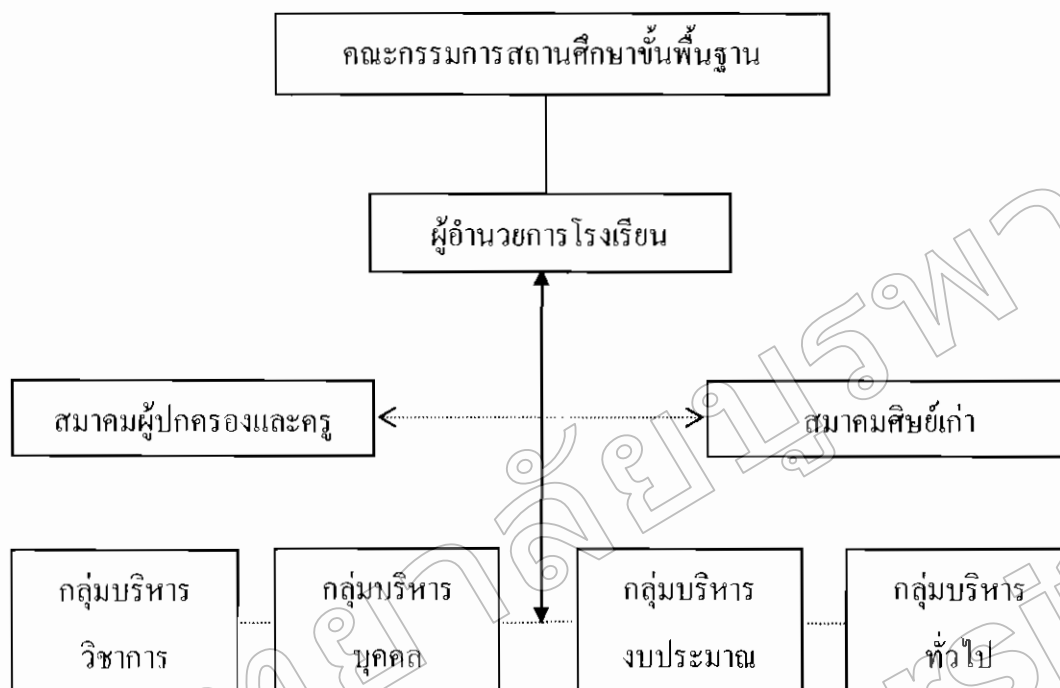 คณะกรรมการสถานศึกษาขั้นพื้นฐาน
ผู้อำนวยการโรงเรียน
สมาคมผู้ปกครองและครู
สมาคมศิษย์เก่า
กลุ่มบริหาร
วิชาการ
กลุ่มบริหาร
บุคคล
กลุ่มบริหาร
งบประมาณ
กลุ่มบริหาร
ทั่วไป